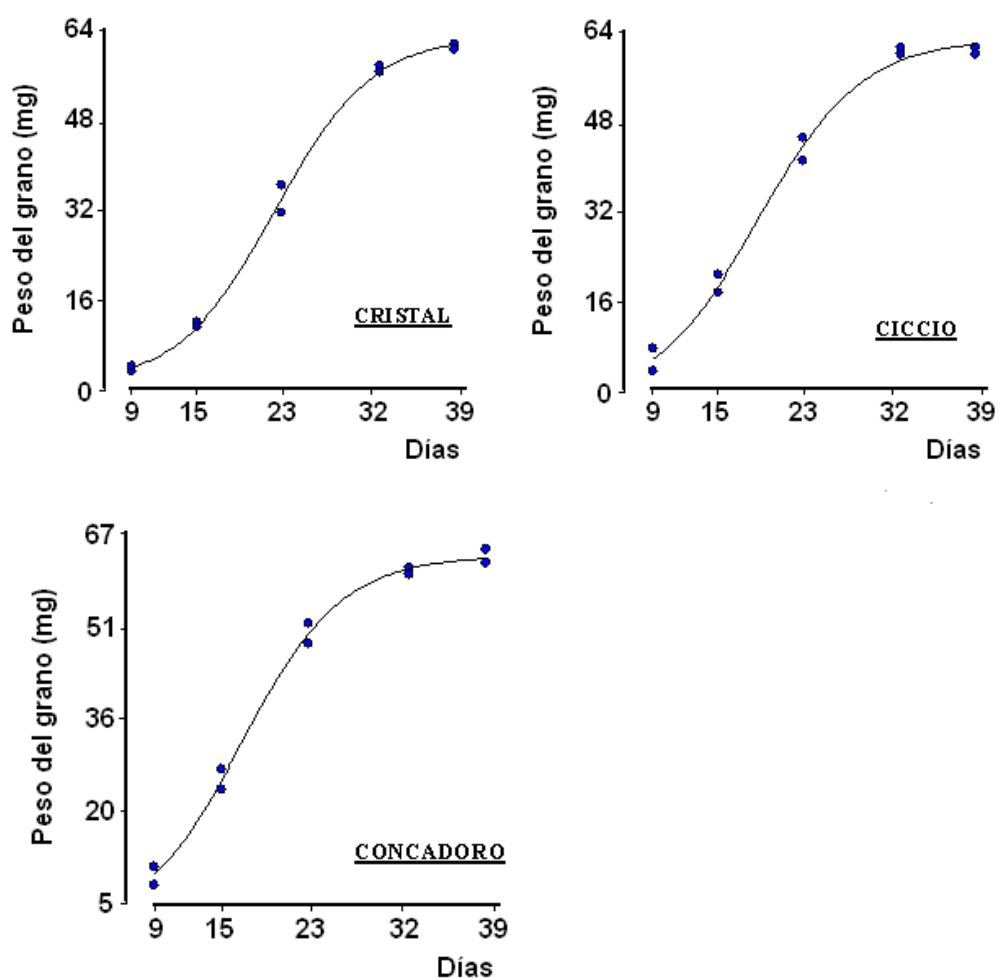 Peso del grano (mg)
64
48
32
16
0
CRISTAL
9 15 23 32 39
Días
Peso del grano (mg)
64
48
32
16
0
CICCIO
9 15 23 32 39
Días
Peso del grano (mg)
67
51
36
20
5
CONCADORO
9 15 23 32 39
Días